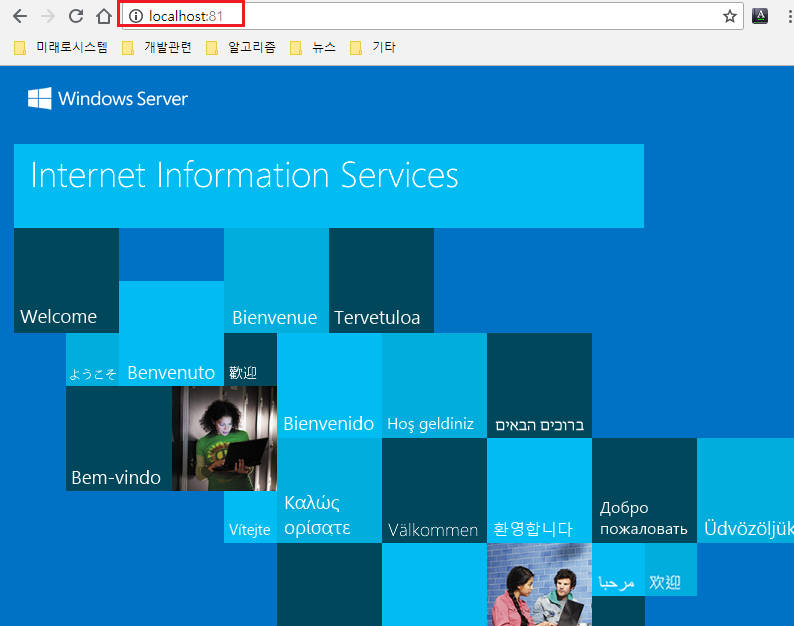 localhost:81
미래로시스템 개발관련 알고리즘 뉴스 기타
Windows Server
Internet Information Services
Welcome
Bienvenue
Tervetuloa
ようこそ
Benvenuto
歡迎
Bienvenido
Hoş geldiniz
ברוכים הבאים
Bem-vindo
Vítejte
Καλώς
ορίσατε
Välkommen
환영합니다
Добро
пожаловать
Üdvözöljük
مرحبا
欢迎